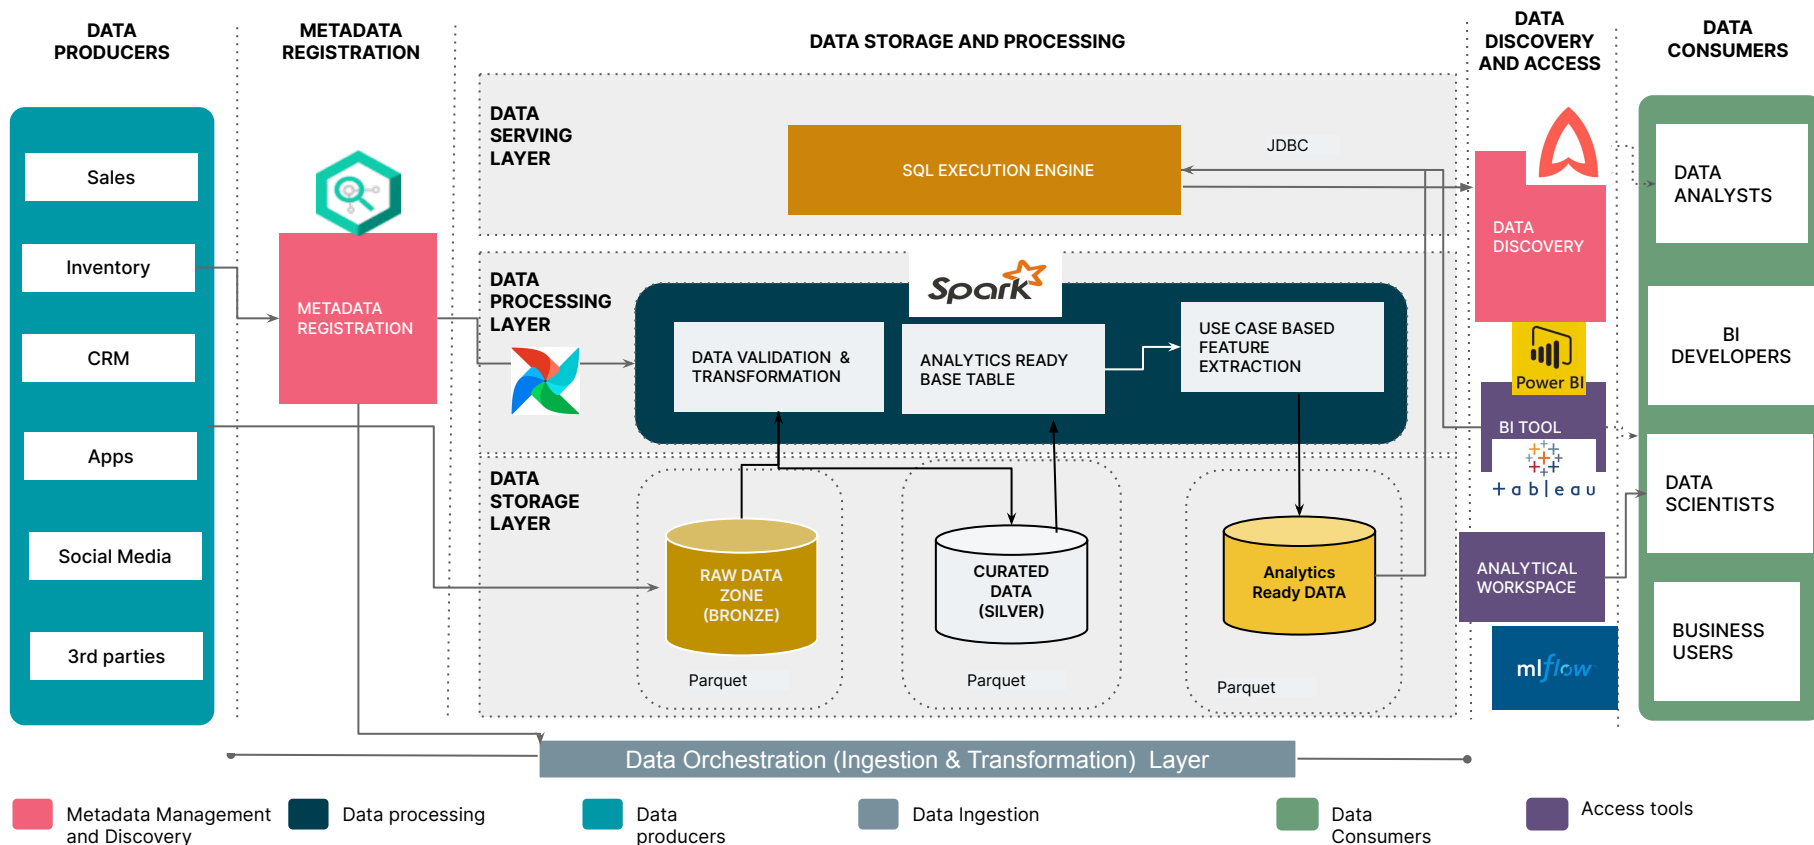 DATA
PRODUCERS
METADATA
REGISTRATION
DATA STORAGE AND PROCESSING
DATA
DISCOVERY
AND ACCESS
DATA
CONSUMERS
Sales
Inventory
CRM
Apps
Social Media
3rd parties
METADATA
REGISTRATION
DATA
SERVING
LAYER
SQL EXECUTION ENGINE
JDBC
DATA
PROCESSING
LAYER
Spark
DATA VALIDATION &
TRANSFORMATION
ANALYTICS READY
BASE TABLE
USE CASE BASED
FEATURE
EXTRACTION
DATA
STORAGE
LAYER
RAW DATA
ZONE
(BRONZE)
Parquet
CURATED
DATA
(SILVER)
Parquet
Analytics
Ready DATA
Parquet
DATA
DISCOVERY
Power BI
BI TOOL
+ableau
ANALYTICAL
WORKSPACE
mlflow
DATA
ANALYSTS
BI
DEVELOPERS
DATA
SCIENTISTS
BUSINESS
USERS
Data Orchestration (Ingestion & Transformation) Layer
Metadata Management
and Discovery
Data processing
Data
producers
Data Ingestion
Data
Consumers
Access tools